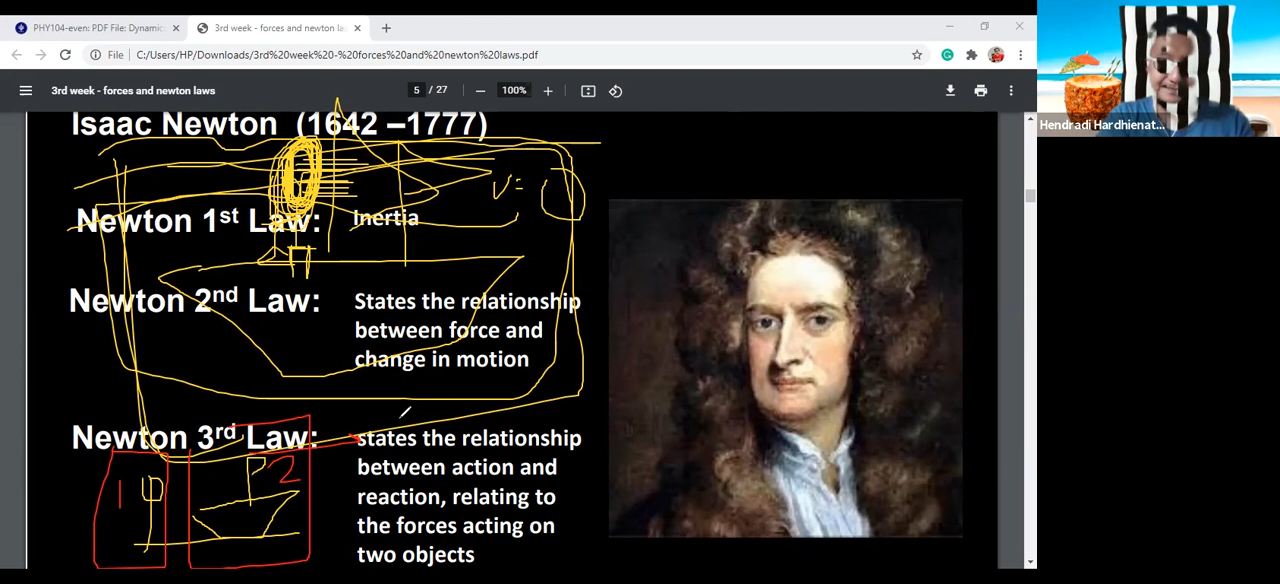 PHY104-even: PDF File: Dynamic
3rd week - forces and newton la
File
C:/Users/HP/Downloads/3rd%20week%20-%20forces%20and%20newton%20laws.pdf
3rd week - forces and newton laws
5 / 27
100%
Hendradi Hardhienat...
Isaac Newton (1642 –1777)
V=
Newton 1st Law: Inertia
Newton 2nd Law: States the relationship
between force and
change in motion
Newton 3rd Law: states the relationship
between action and
reaction, relating to
the forces acting on
two objects
1
2